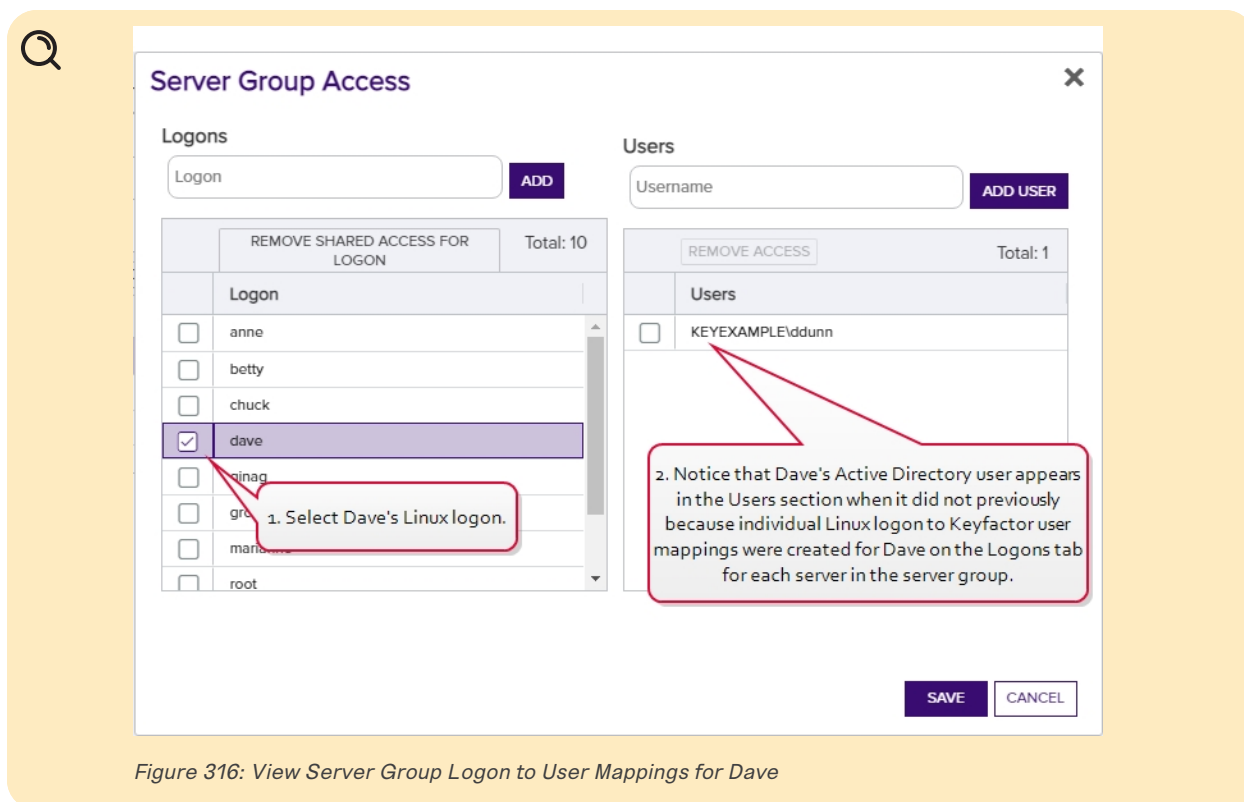 Server Group Access
Logons
Logon
ADD
REMOVE SHARED ACCESS FOR
LOGON
Total: 10
Logon
anne
betty
chuck
dave
ginag
root
1. Select Dave's Linux logon.
Users
Username
ADD USER
REMOVE ACCESS
Total: 1
Users
KEYEXAMPLE\ddunn
2. Notice that Dave's Active Directory user appears
in the Users section when it did not previously
because individual Linux logon to Keyfactor user
mappings were created for Dave on the Logons tab
for each server in the server group.
SAVE
CANCEL
Figure 316: View Server Group Logon to User Mappings for Dave